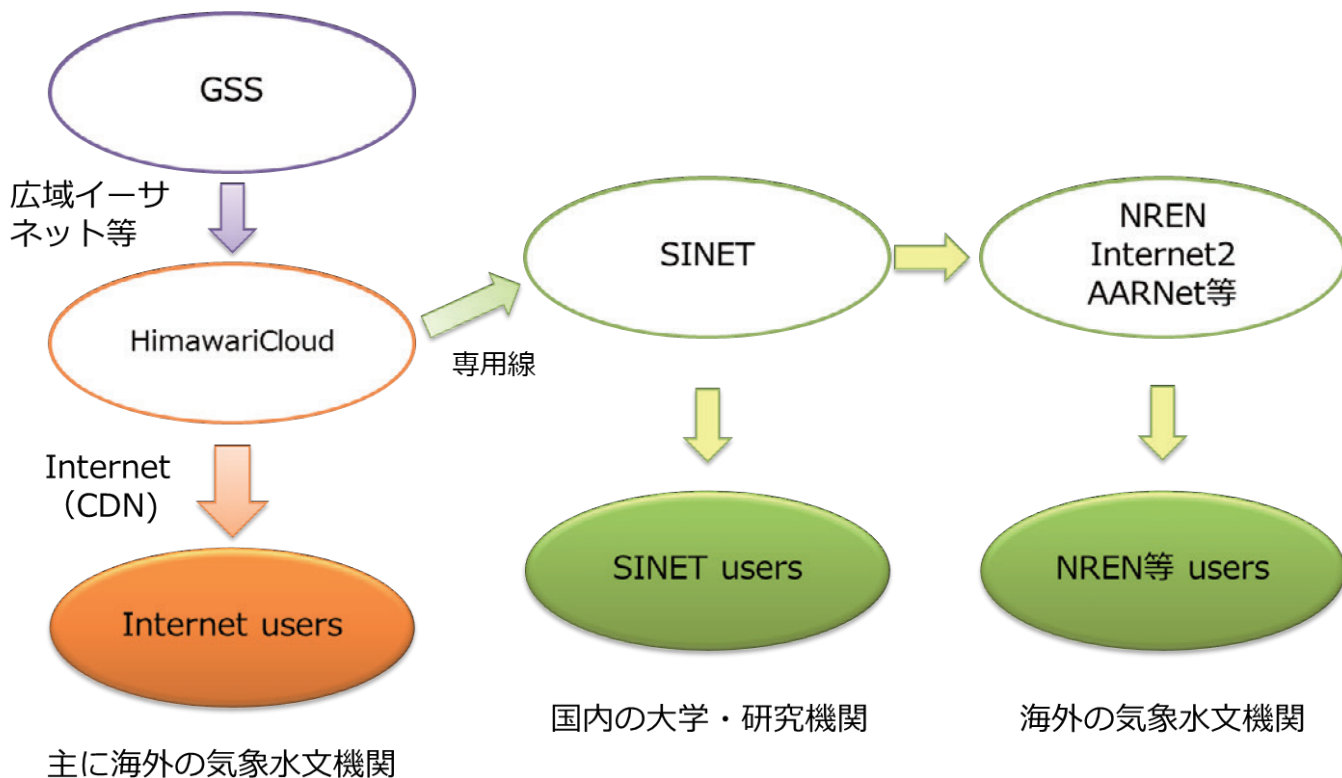 GSS
広域イーサ
ネット等
HimawariCloud
専用線
SINET
NREN
Internet2
AARNet等
Internet
（CDN)
Internet users
SINET users
NREN等 users
主に海外の気象水文機関
国内の大学・研究機関
海外の気象水文機関